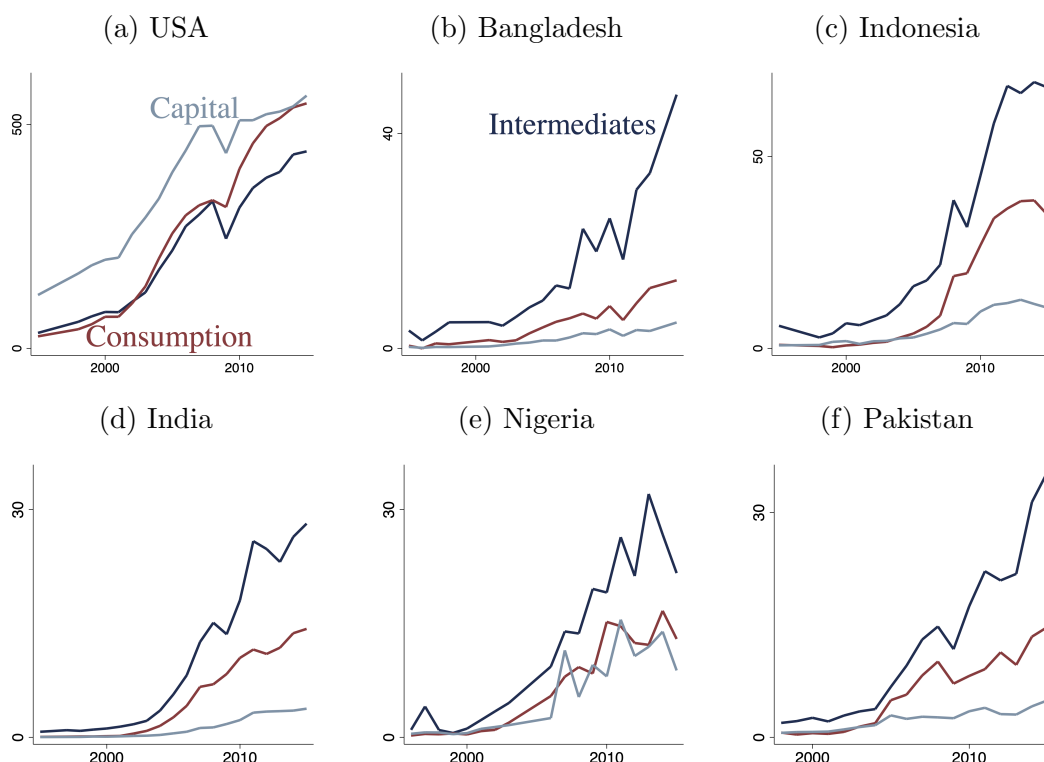 (a) USA
(b) Bangladesh
(c) Indonesia
500
Capital
Consumption
0
2000
2010
40
Intermediates
0
2000
2010
50
0
2000
2010
(d) India
(e) Nigeria
(f) Pakistan
30
0
2000
2010
30
0
2000
2010
30
0
2000
2010